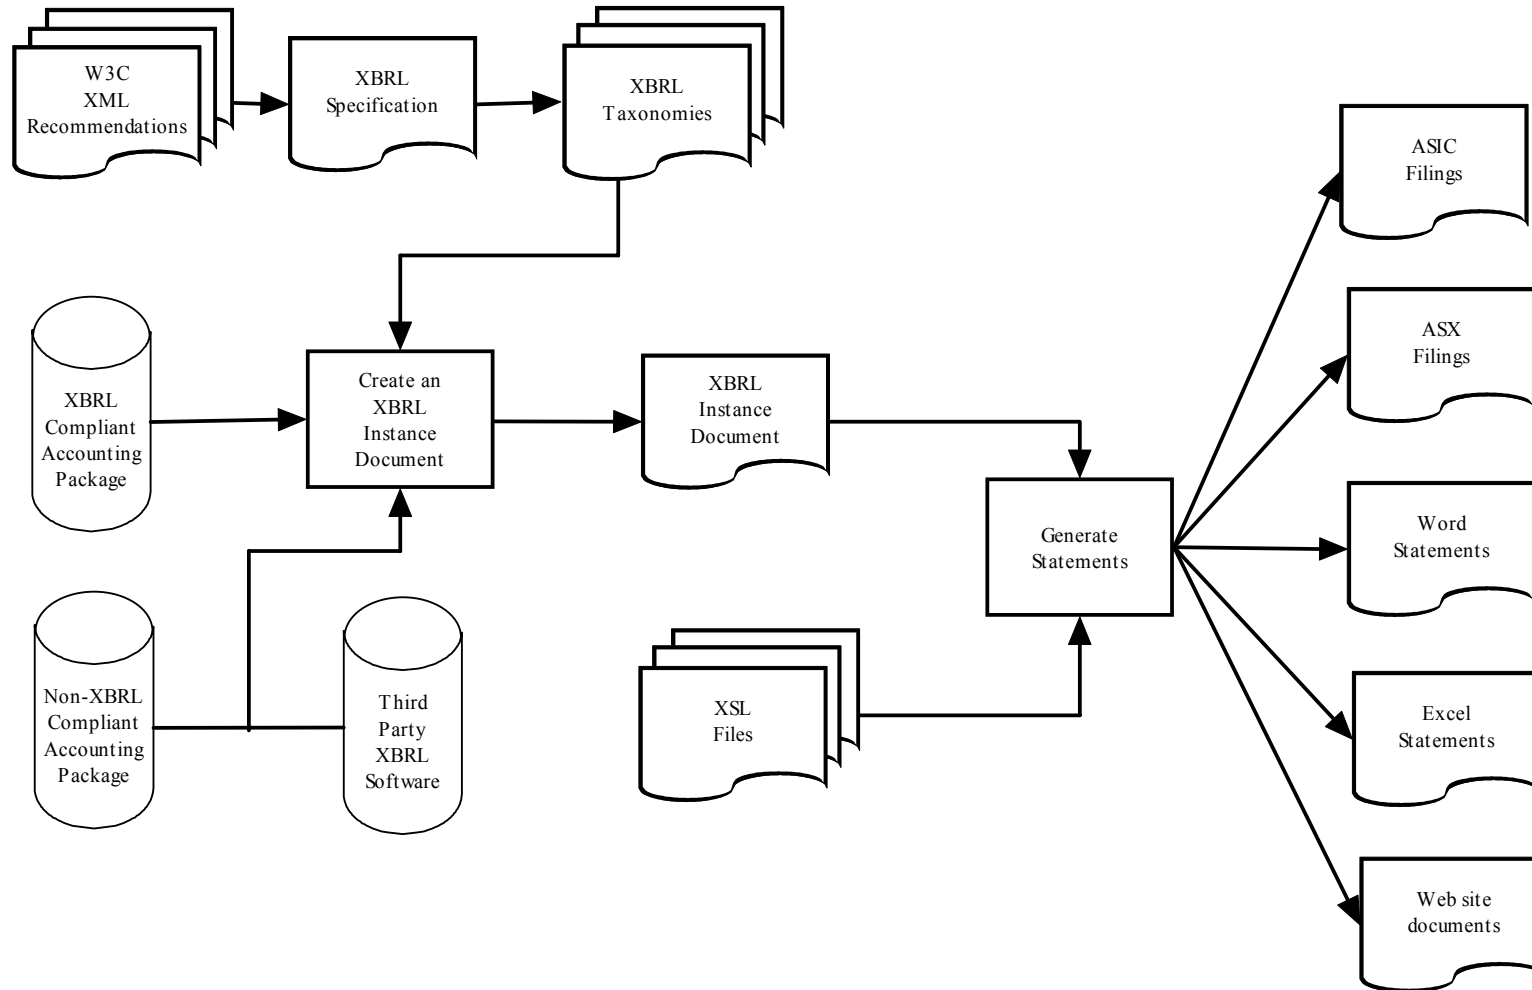 W3C
XML
Recommendations
XBRL
Specification
XBRL
Taxonomies
ASIC
Filings
ASX
Filings
XBRL
Compliant
Accounting
Package
Create an
XBRL
Instance
Document
XBRL
Instance
Document
Generate
Statements
Word
Statements
Non-XBRL
Compliant
Accounting
Package
Third
Party
XBRL
Software
XSL
Files
Excel
Statements
Web site
documents